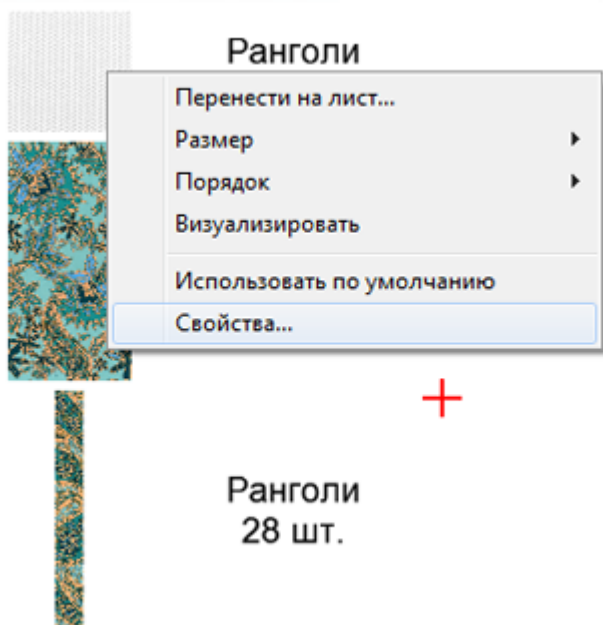 Ранголи
Перенести на лист...
Размер
Порядок
Визуализировать
Использовать по умолчанию
Свойства...
Ранголи
28 шт.